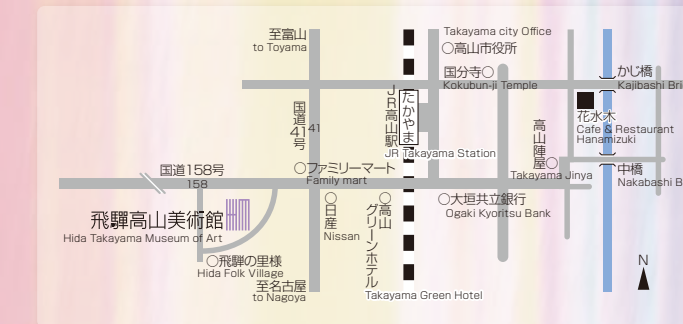 至富山
to Toyama
Takayama city Office
○高山市役所
国分寺○
Kokubun-ji Temple
かじ橋
Kajibashi Bri
JR高山駅
たかやま
JR Takayama Station
国道41号
41
花水木
Cafe & Restaurant
Hanamizuki
高山陣屋○
Takayama Jinya
中橋
Nakabashi B
国道158号
158
○ファミリーマート
Family mart
飛騨高山美術館
Hida Takayama Museum of Art
○日産
Nissan
○高山グリーンホテル
Takayama Green Hotel
○大垣共立銀行
Ogaki Kyoritsu Bank
○飛騨の里様
Hida Folk Village
至名古屋
to Nagoya
N